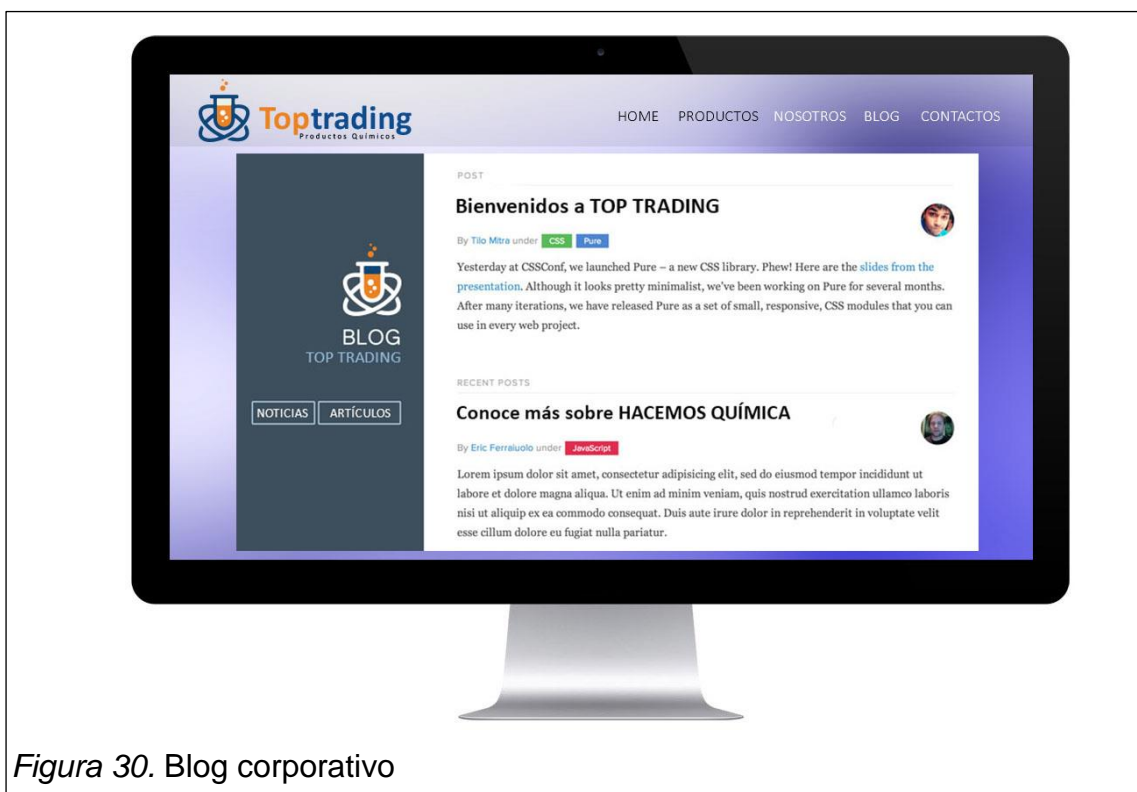 Toptrading
Productos Químicos
HOME PRODUCTOS NOSOTROS BLOG CONTACTOS
BLOG
TOP TRADING
NOTICIAS ARTÍCULOS
POST
Bienvenidos a TOP TRADING
By Tilo Mitra under CSS Pure
Yesterday at CSSConf, we launched Pure – a new CSS library. Phew! Here are the slides from the
presentation. Although it looks pretty minimalist, we've been working on Pure for several months.
After many iterations, we have released Pure as a set of small, responsive, CSS modules that you can
use in every web project.
RECENT POSTS
Conoce más sobre HACEMOS QUÍMICA
By Eric Ferraiuolo under JavaScript
Lorem ipsum dolor sit amet, consectetur adipisicing elit, sed do eiusmod tempor incididunt ut
labore et dolore magna aliqua. Ut enim ad minim veniam, quis nostrud exercitation ullamco laboris
nisi ut aliquip ex ea commodo consequat. Duis aute irure dolor in reprehenderit in voluptate velit
esse cillum dolore eu fugiat nulla pariatur.
Figura 30. Blog corporativo